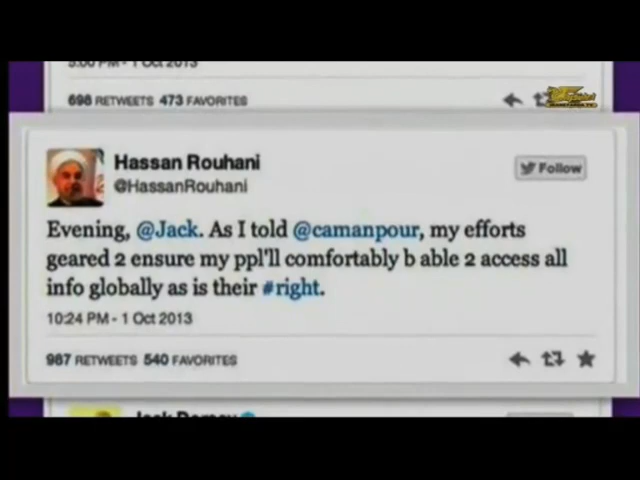 5:00 PM - 1 Oct 2013
698 RETWEETS 473 FAVORITES
Hassan Rouhani
@HassanRouhani
Follow
Evening, @Jack. As I told @camanpour, my efforts
geared 2 ensure my ppl'll comfortably b able 2 access all
info globally as is their #right.
10:24 PM - 1 Oct 2013
987 RETWEETS 540 FAVORITES
Jack Dorsey